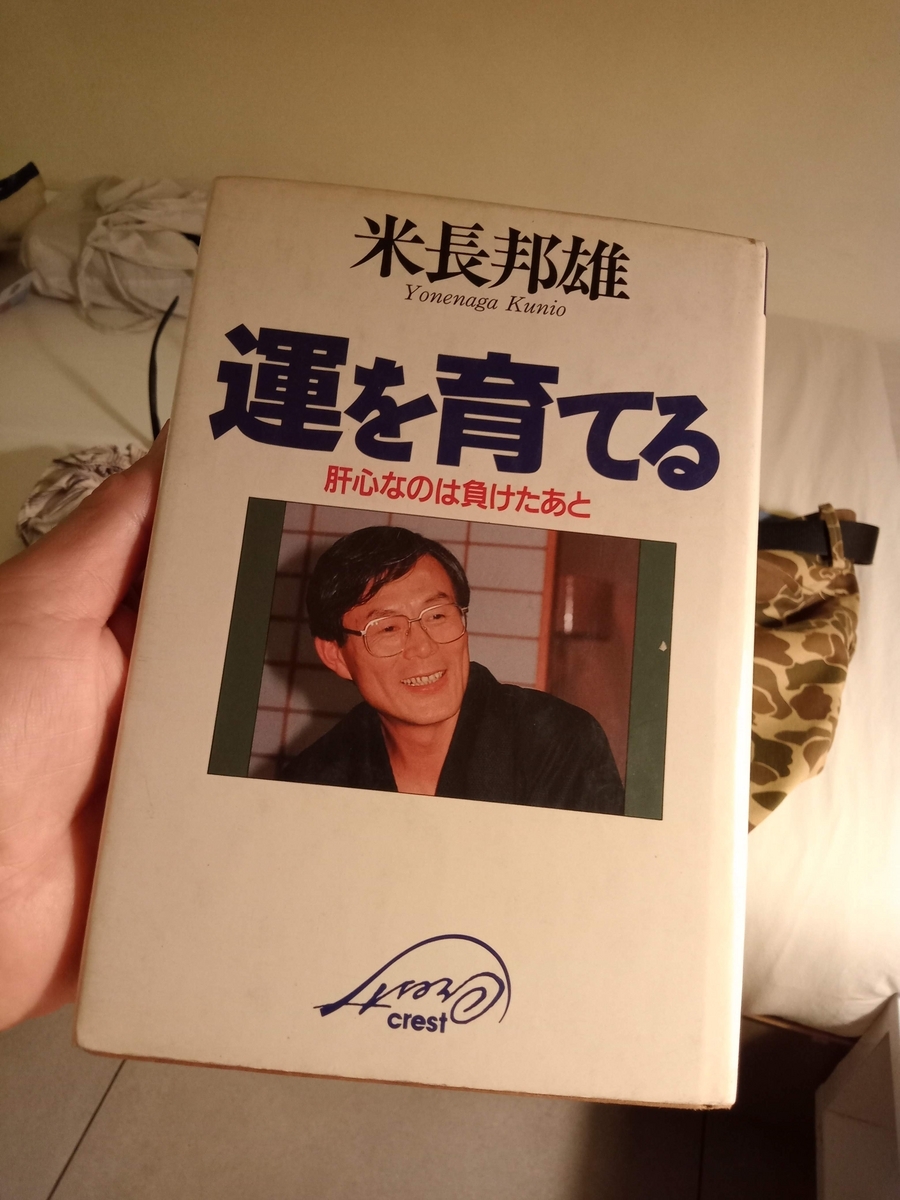 米長邦雄
Yonenaga Kunio
運を育てる
肝心なのは負けたあと
Crest
crest